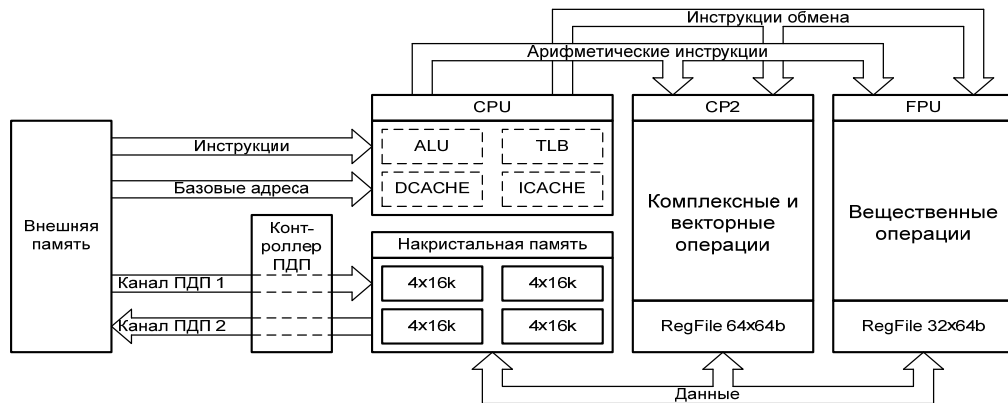 Инструкции обмена
Арифметические инструкции
CPU
CP2
FPU
ALU
TLB
DCACHE
ICACHE
Инструкции
Базовые адреса
Внешняя
память
Конт-
роллер
ПДП
Комплексные и
векторные
операции
Вещественные
операции
Накристальная память
Канал ПДП 1
4x16k
4x16k
Канал ПДП 2
4x16k
4x16k
RegFile 64x64b
RegFile 32x64b
Данные